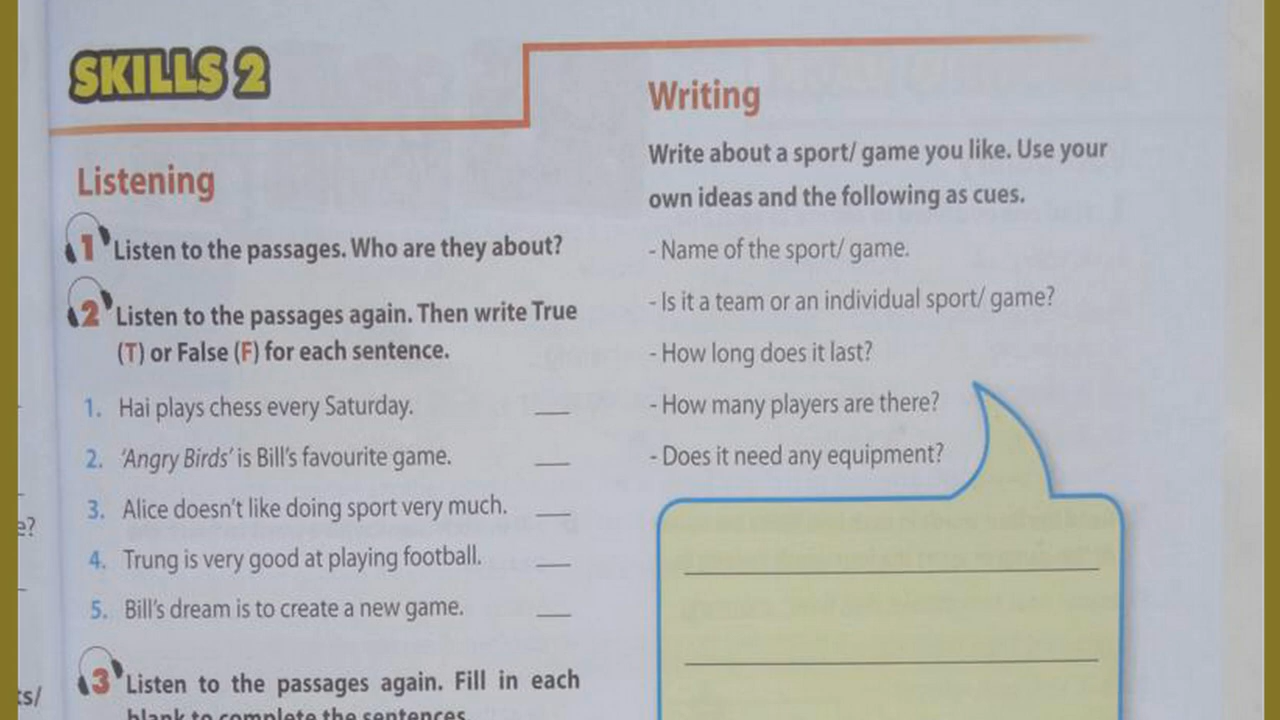 SKILLS 2
Listening
1 Listen to the passages. Who are they about?
2 Listen to the passages again. Then write True
(T) or False (F) for each sentence.
1. Hai plays chess every Saturday.
2. 'Angry Birds' is Bill's favourite game.
3. Alice doesn't like doing sport very much.
4. Trung is very good at playing football.
5. Bill's dream is to create a new game.
3 Listen to the passages again. Fill in each
blank to complete the sentences.
Writing
Write about a sport/ game you like. Use your
own ideas and the following as cues.
- Name of the sport/ game.
- Is it a team or an individual sport/ game?
- How long does it last?
- How many players are there?
- Does it need any equipment?